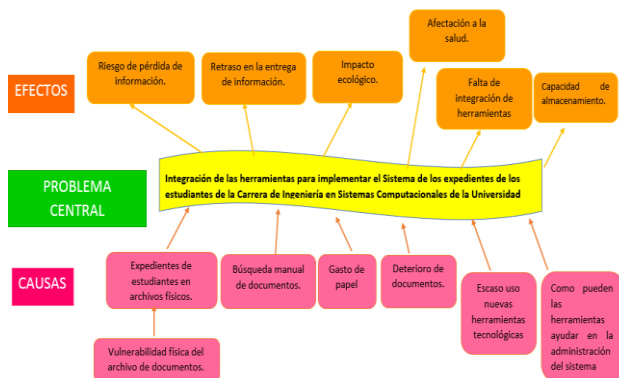 Afectación a la
salud.
Riesgo de pérdida de
información.
Retraso en la entrega
de información.
Impacto
ecológico.
EFECTOS
Falta de
integración de
herramientas
Capacidad de
almacenamiento.
PROBLEMA
CENTRAL
Integración de las herramientas para implementar el Sistema de los expedientes de los
estudiantes de la Carrera de Ingeniería en Sistemas Computacionales de la Universidad
CAUSAS
Expedientes de
estudiantes en
archivos físicos.
Búsqueda manual
de documentos.
Gasto de
papel
Deterioro de
documentos.
Escaso uso
nuevas
herramientas
tecnológicas
Como pueden
las
herramientas
ayudar en la
administración
del sistema
Vulnerabilidad física del
archivo de documentos.